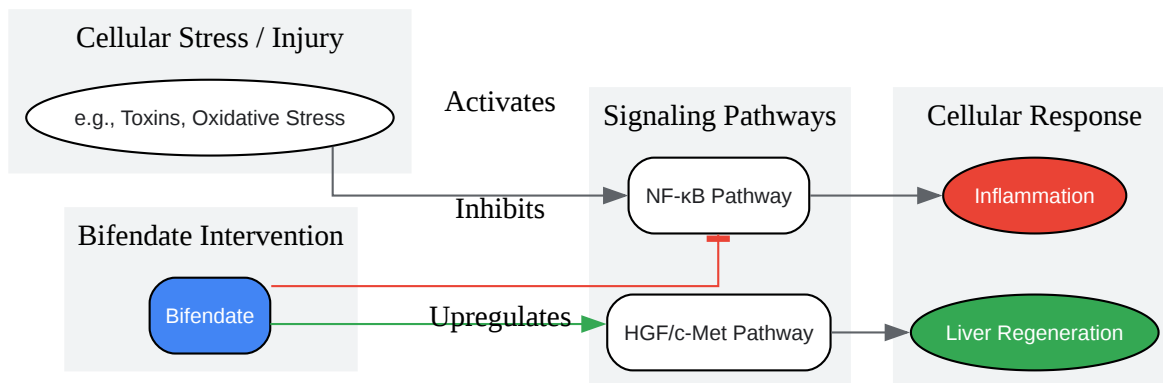 Cellular Stress / Injury
e.g., Toxins, Oxidative Stress
Activates
Signaling Pathways
Cellular Response
NF-κB Pathway
Inflammation
Inhibits
Bifendate Intervention
Bifendate
Upregulates
HGF/c-Met Pathway
Liver Regeneration